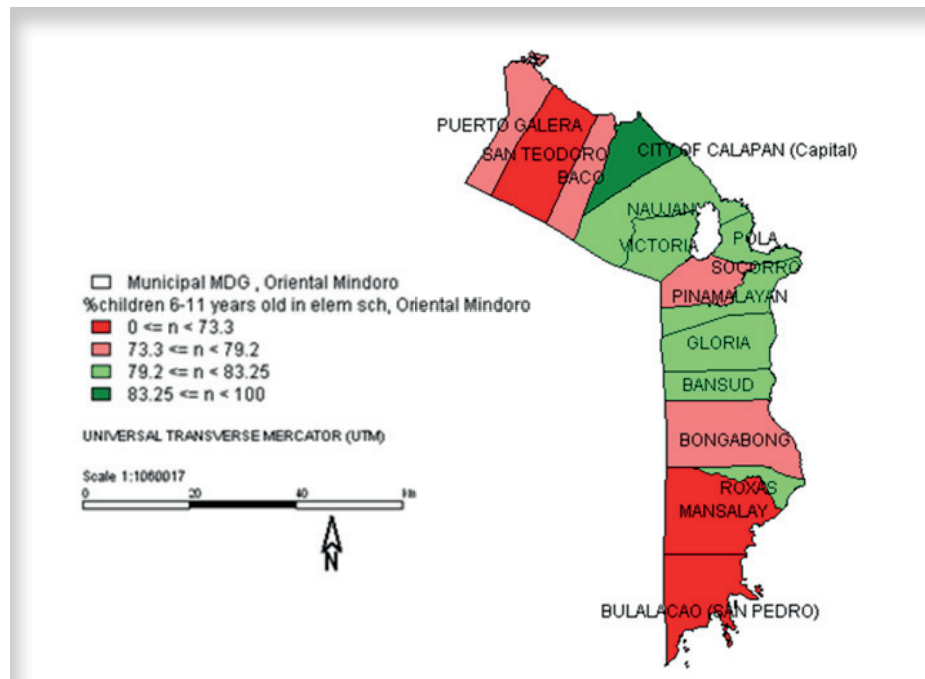 PUERTO GALERA
SAN TEODORO
BACO
CITY OF CALAPAN (Capital)
NAUJAN
VICTORIA
POLA
SOCORRO
PINAMALAYAN
GLORIA
BANSUD
BONGABONG
ROXAS
MANSALAY
BULALACAO (SAN PEDRO)
Municipal MDG , Oriental Mindoro
%children 6-11 years old in elem sch, Oriental Mindoro
0 <= n < 73.3
73.3 <= n < 79.2
79.2 <= n < 83.25
83.25 <= n < 100
UNIVERSAL TRANSVERSE MERCATOR (UTM)
Scale 1:1060017
0 20 40
N